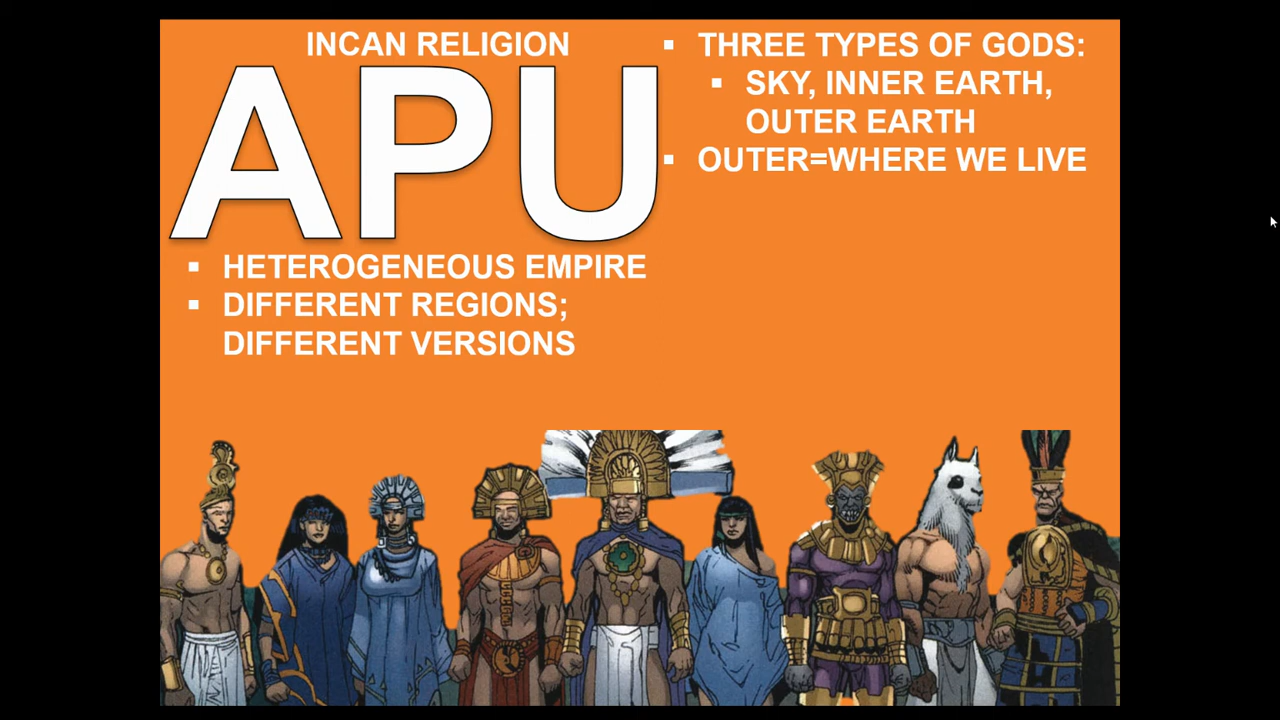 INCAN RELIGION
APU
▪ HETEROGENEOUS EMPIRE
▪ DIFFERENT REGIONS;
DIFFERENT VERSIONS
▪ THREE TYPES OF GODS:
▪ SKY, INNER EARTH,
OUTER EARTH
▪ OUTER=WHERE WE LIVE